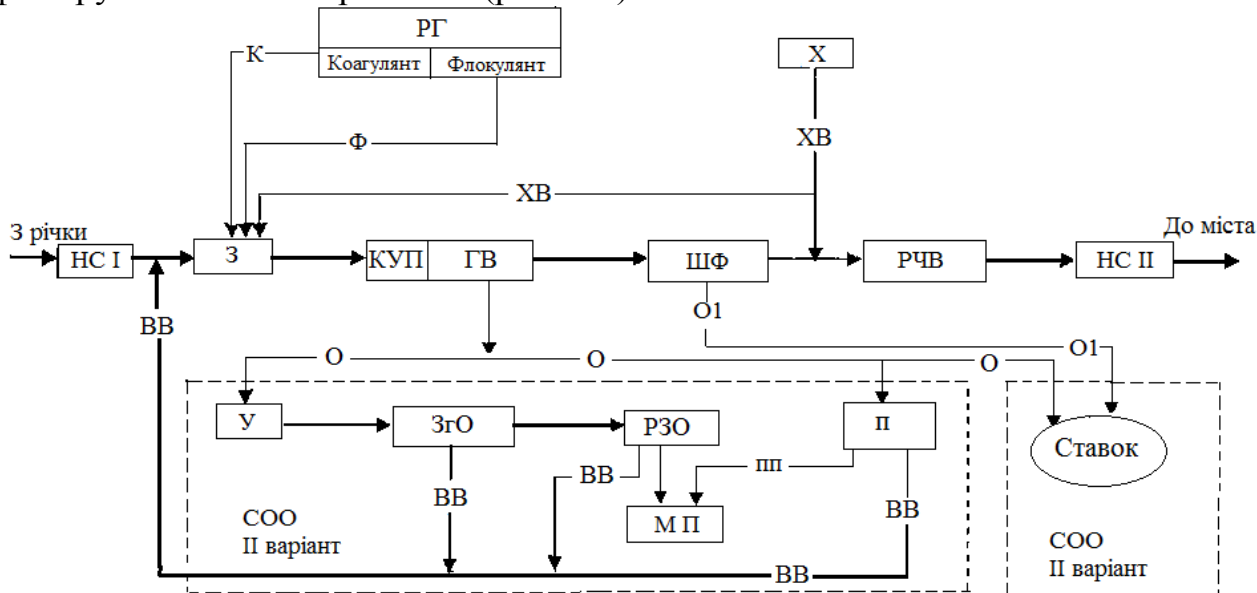 РГ
Коагулянт Флокулянт
К
Ф
Х
ХВ
ХВ
З річки
НС І
З
КУП ГВ
ШФ
РЧВ
До міста
НС ІІ
ВВ
О1
О
О
О
О1
У
ЗгО
РЗО
П
Ставок
ВВ
ВВ
пп
ВВ
М П
СОО
ІІ варіант
ВВ
СОО
ІІ варіант